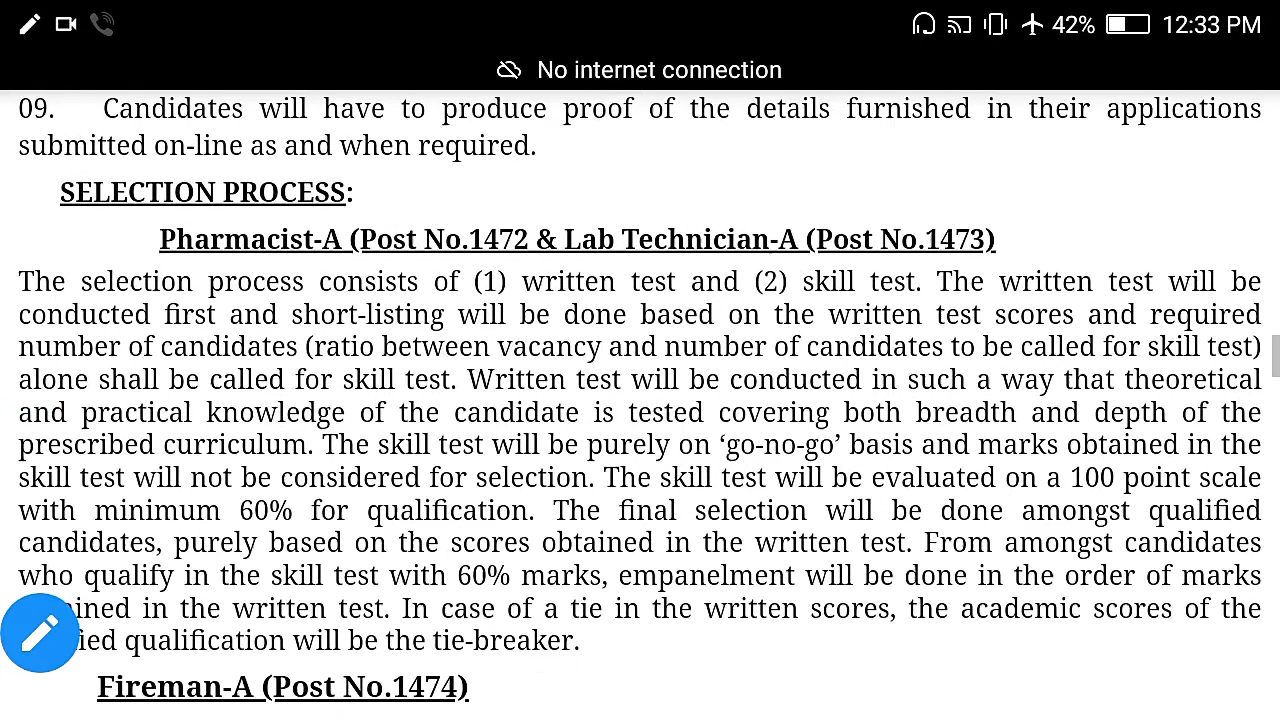 42% 12:33 PM
No internet connection
09. Candidates will have to produce proof of the details furnished in their applications
submitted on-line as and when required.
SELECTION PROCESS:
Pharmacist-A (Post No.1472 & Lab Technician-A (Post No.1473)
The selection process consists of (1) written test and (2) skill test. The written test will be
conducted first and short-listing will be done based on the written test scores and required
number of candidates (ratio between vacancy and number of candidates to be called for skill test)
alone shall be called for skill test. Written test will be conducted in such a way that theoretical
and practical knowledge of the candidate is tested covering both breadth and depth of the
prescribed curriculum. The skill test will be purely on ‘go-no-go’ basis and marks obtained in the
skill test will not be considered for selection. The skill test will be evaluated on a 100 point scale
with minimum 60% for qualification. The final selection will be done amongst qualified
candidates, purely based on the scores obtained in the written test. From amongst candidates
who qualify in the skill test with 60% marks, empanelment will be done in the order of marks
in the written test. In case of a tie in the written scores, the academic scores of the
qualification will be the tie-breaker.
Fireman-A (Post No.1474)